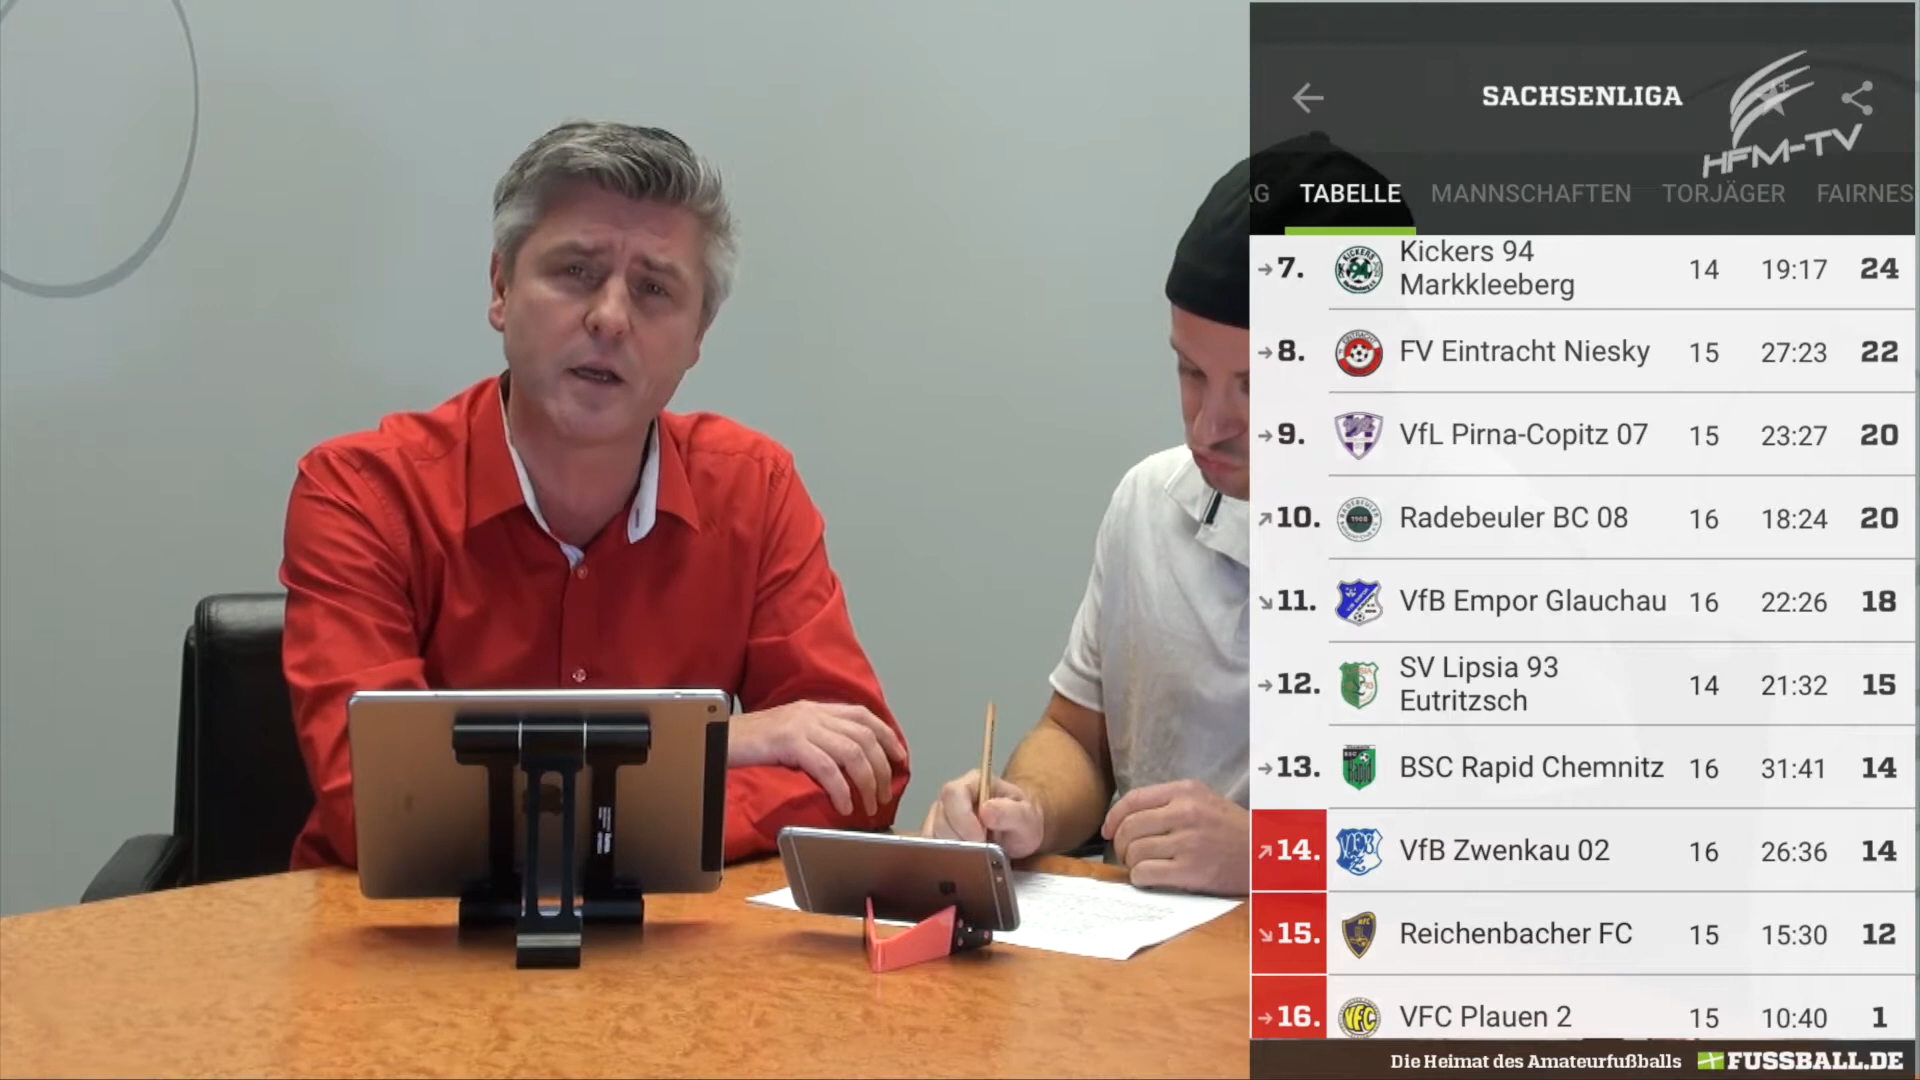 SACHSENLIGA
HFM-TV
AG TABELLE MANNSCHAFTEN TORJÄGER FAIRNES
7. Kickers 94 Markkleeberg 14 19:17 24
8. FV Eintracht Niesky 15 27:23 22
9. VfL Pirna-Copitz 07 15 23:27 20
10. Radebeuler BC 08 16 18:24 20
11. VfB Empor Glauchau 16 22:26 18
12. SV Lipsia 93 Eutritzsch 14 21:32 15
13. BSC Rapid Chemnitz 16 31:41 14
14. VfB Zwenkau 02 16 26:36 14
15. Reichenbacher FC 15 15:30 12
16. VFC Plauen 2 15 10:40 1
Die Heimat des Amateurfußballs FUSSBALL.DE